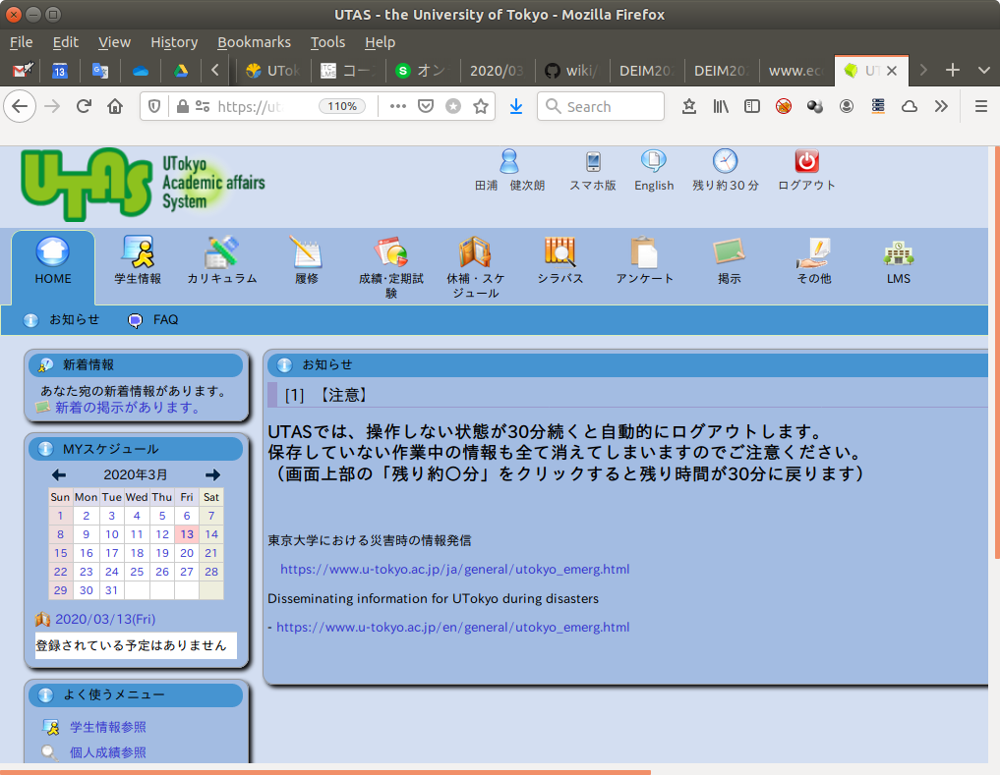 UTAS - the University of Tokyo - Mozilla Firefox
File Edit View History Bookmarks Tools Help
13 UTok コー オン 2020/03 wiki/ DEIM20 DEIM20 www.ecc UT
https://ut 110% Search
UTAS UTokyo
Academic affairs
System
田浦 健次朗 スマホ版 English 残り約30分 ログアウト
HOME 学生情報 カリキュラム 履修 成績･定期試験 休補・スケジュール シラバス アンケート 掲示 その他 LMS
お知らせ FAQ
新着情報
あなた宛の新着情報があります。
新着の掲示があります。
MYスケジュール
2020年3月
Sun Mon Tue Wed Thu Fri Sat
1 2 3 4 5 6 7
8 9 10 11 12 13 14
15 16 17 18 19 20 21
22 23 24 25 26 27 28
29 30 31
2020/03/13(Fri)
登録されている予定はありません
よく使うメニュー
学生情報参照
個人成績参照
お知らせ
[1] 【注意】
UTASでは、操作しない状態が30分続くと自動的にログアウトします。
保存していない作業中の情報も全て消えてしまいますのでご注意ください。
（画面上部の「残り約〇分」をクリックすると残り時間が30分に戻ります）
東京大学における災害時の情報発信
https://www.u-tokyo.ac.jp/ja/general/utokyo_emerg.html
Disseminating information for UTokyo during disasters
- https://www.u-tokyo.ac.jp/en/general/utokyo_emerg.html